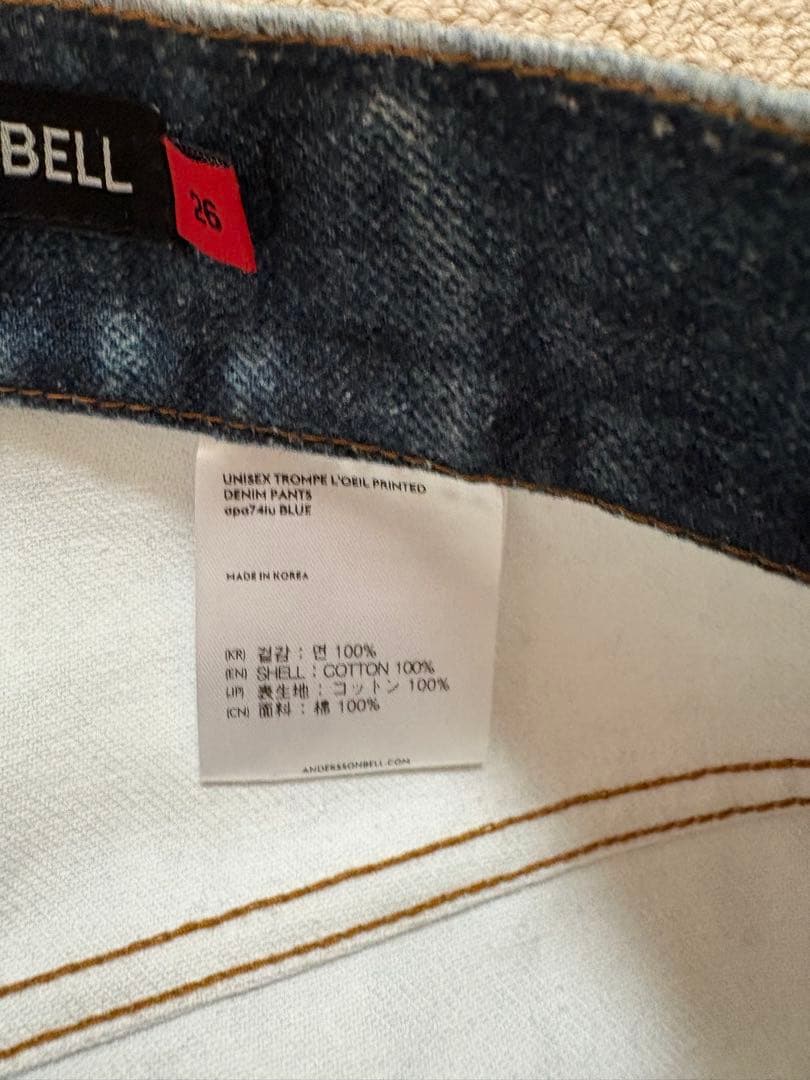 BELL
26
UNISEX TROMPE L'OEIL PRINTED
DENIM PANTS
apa741u BLUE
MADE IN KOREA
(KR) 겉감 : 면 100%
(EN) SHELL : COTTON 100%
(JP) 表生地 : コットン 100%
(CN) 面料 : 棉 100%
ANDERSSONBELL.COM